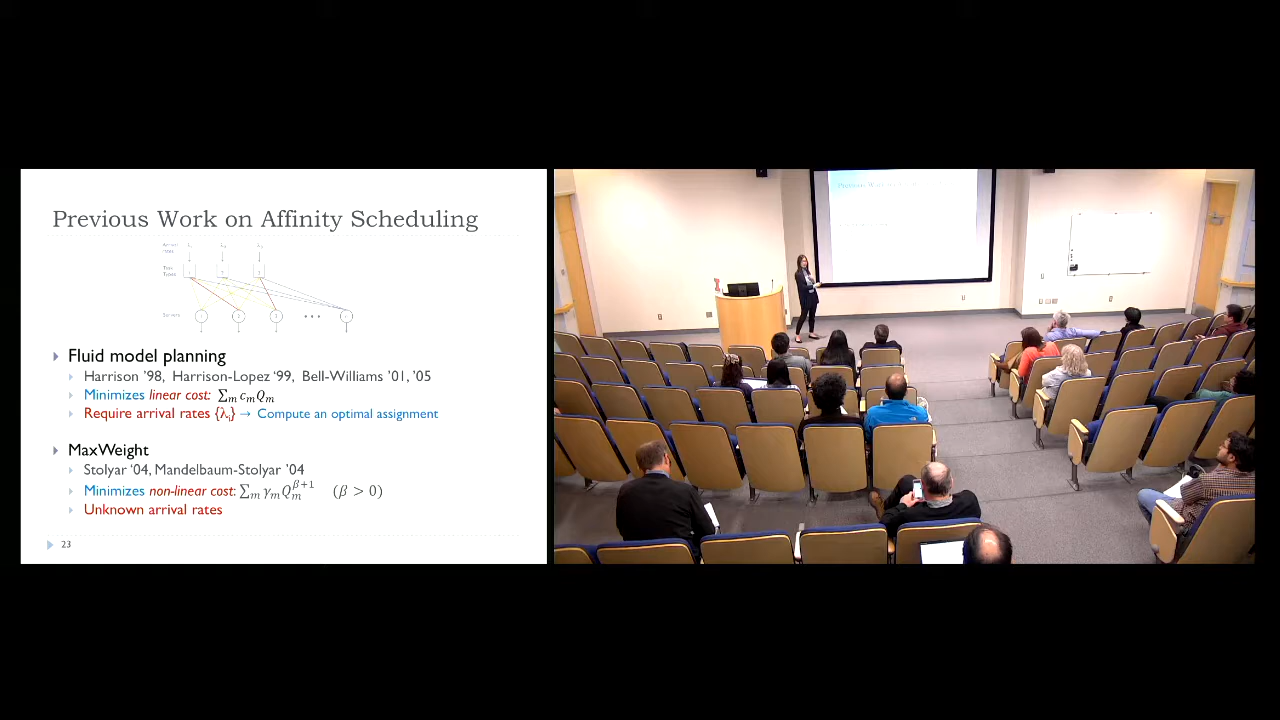 Previous Work on Affinity Scheduling
Servers
Fluid model planning
Harrison '98, Harrison-Lopez '99, Bell-Williams '01, '05
Minimizes linear cost: ∑ₘ cₘQₘ
Require arrival rates {λᵢ} → Compute an optimal assignment
MaxWeight
Stolyar '04, Mandelbaum-Stolyar '04
Minimizes non-linear cost: ∑ₘ γₘQₘ^{β+1} (β > 0)
Unknown arrival rates
23